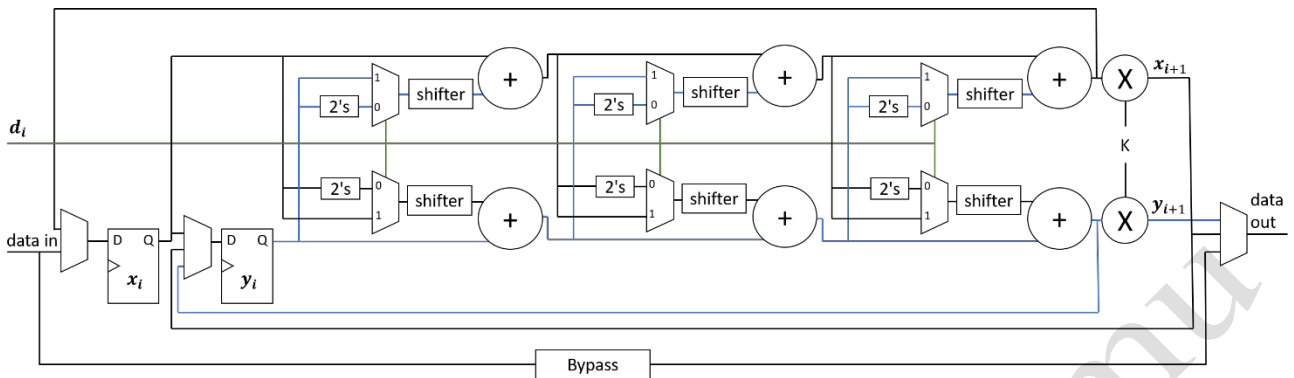 1
+
1
+
1
+
X
x_{i+1}
shifter
shifter
shifter
2's
0
2's
0
2's
0
d_i
K
2's
0
2's
0
2's
0
shifter
shifter
shifter
1
+
1
+
1
+
X
y_{i+1}
data in
D Q
D Q
data
out
x_i
y_i
Bypass
mu